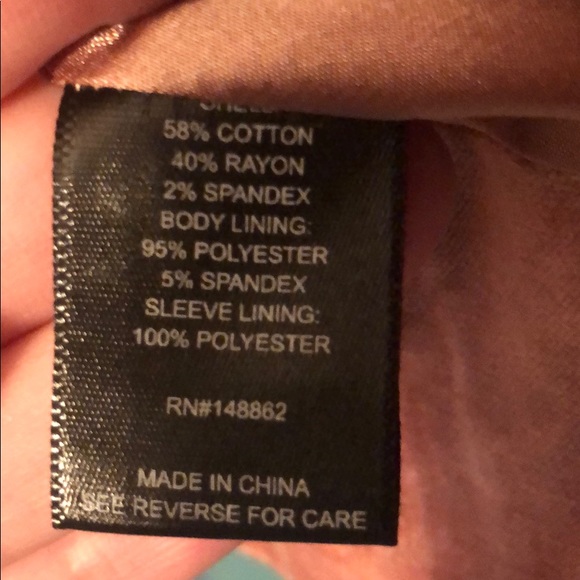 SHELL:
58% COTTON
40% RAYON
2% SPANDEX
BODY LINING:
95% POLYESTER
5% SPANDEX
SLEEVE LINING:
100% POLYESTER
RN#148862
MADE IN CHINA
SEE REVERSE FOR CARE